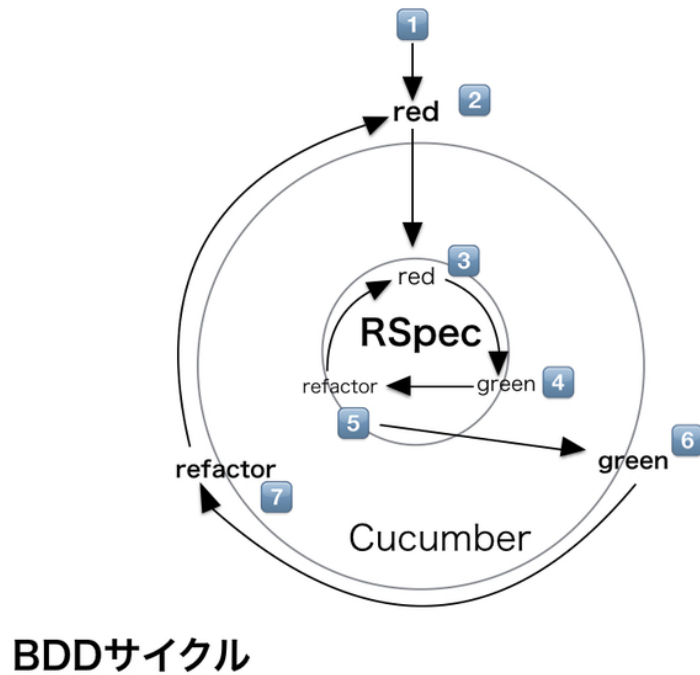 1
red 2
red 3
RSpec
refactor green 4
5
green 6
refactor
7
Cucumber
BDDサイクル